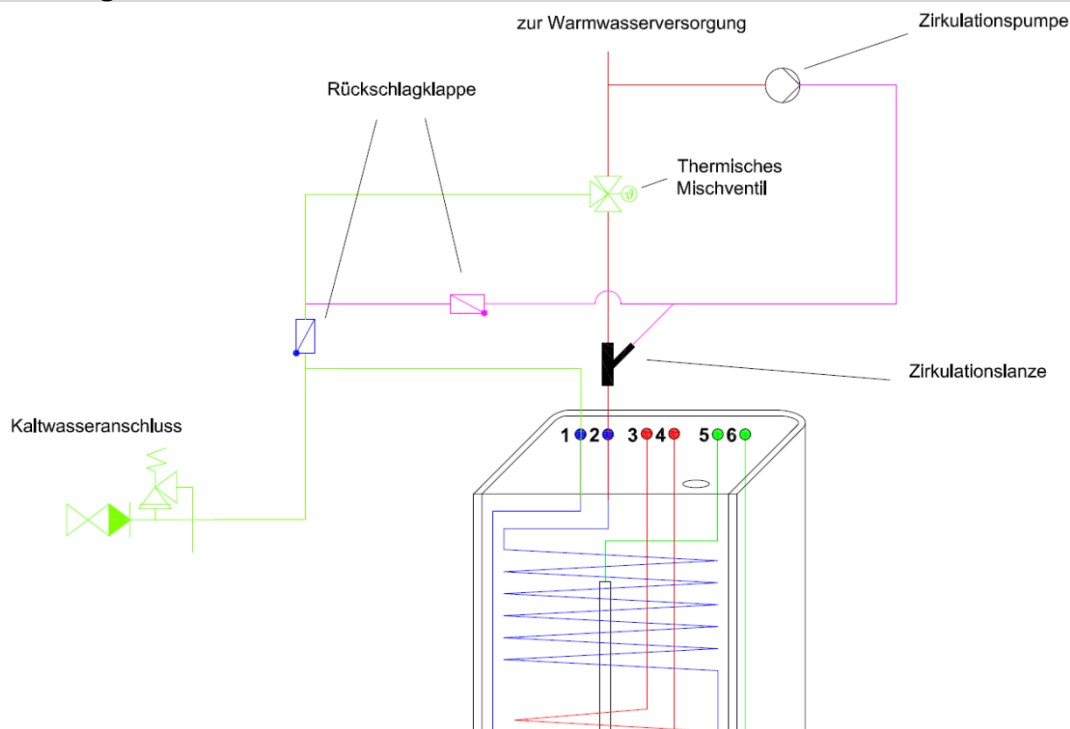 zur Warmwasserversorgung
Zirkulationspumpe
Rückschlagklappe
Thermisches
Mischventil
Zirkulationslanze
Kaltwasseranschluss
1 2 3 4 5 6